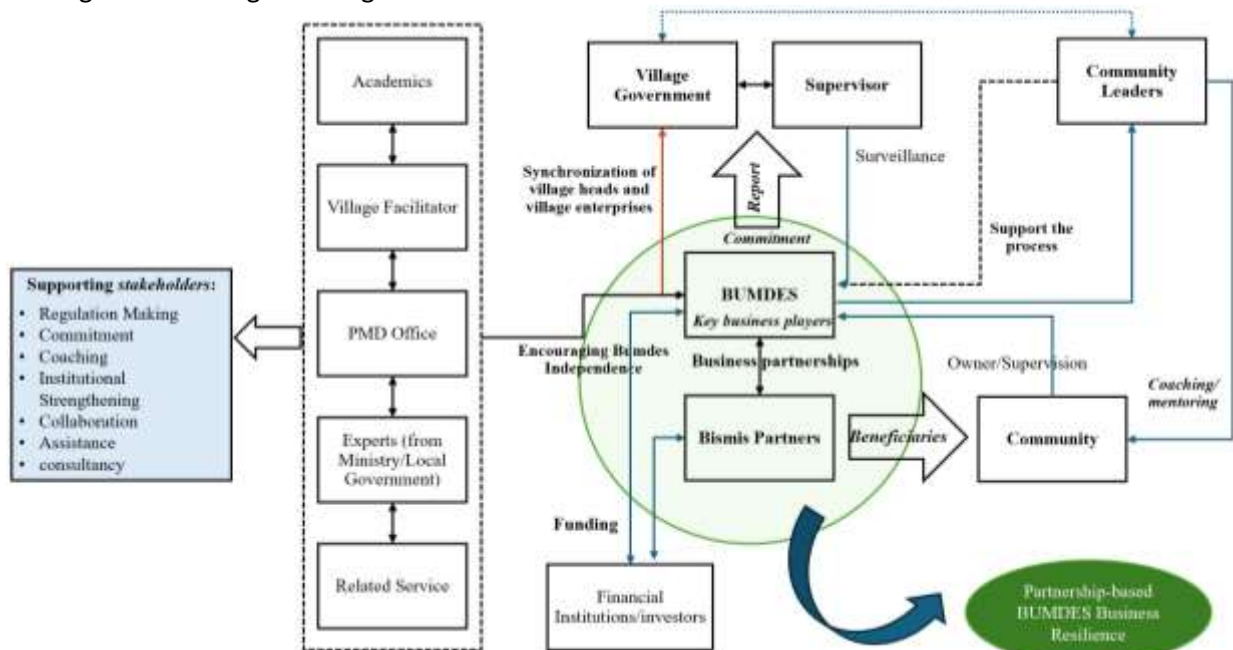 Academics
Village Facilitator
PMD Office
Experts (from
Ministry/Local
Government)
Related Service
Supporting stakeholders:
• Regulation Making
• Commitment
• Coaching
• Institutional
Strengthening
• Collaboration
• Assistance
• consultancy
Village
Government
Supervisor
Community
Leaders
Surveillance
Synchronization of
village heads and
village enterprises
Report
Commitment
Support the
process
BUMDES
Key business players
Encouraging Bumdes
Independence
Business partnerships
Owner/Supervision
Coaching/
mentoring
Bismis Partners
Beneficiaries
Community
Funding
Financial
Institutions/investors
Partnership-based
BUMDES Business
Resilience